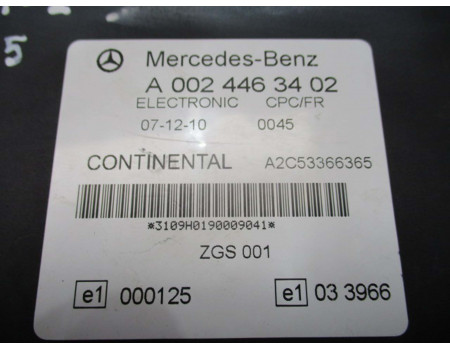 5
Mercedes-Benz
A 002 446 34 02
ELECTRONIC CPC/FR
07-12-10 0045
CONTINENTAL A2C53366365
*3109H0190009041*
ZGS 001
e1 000125 e1 03 3966